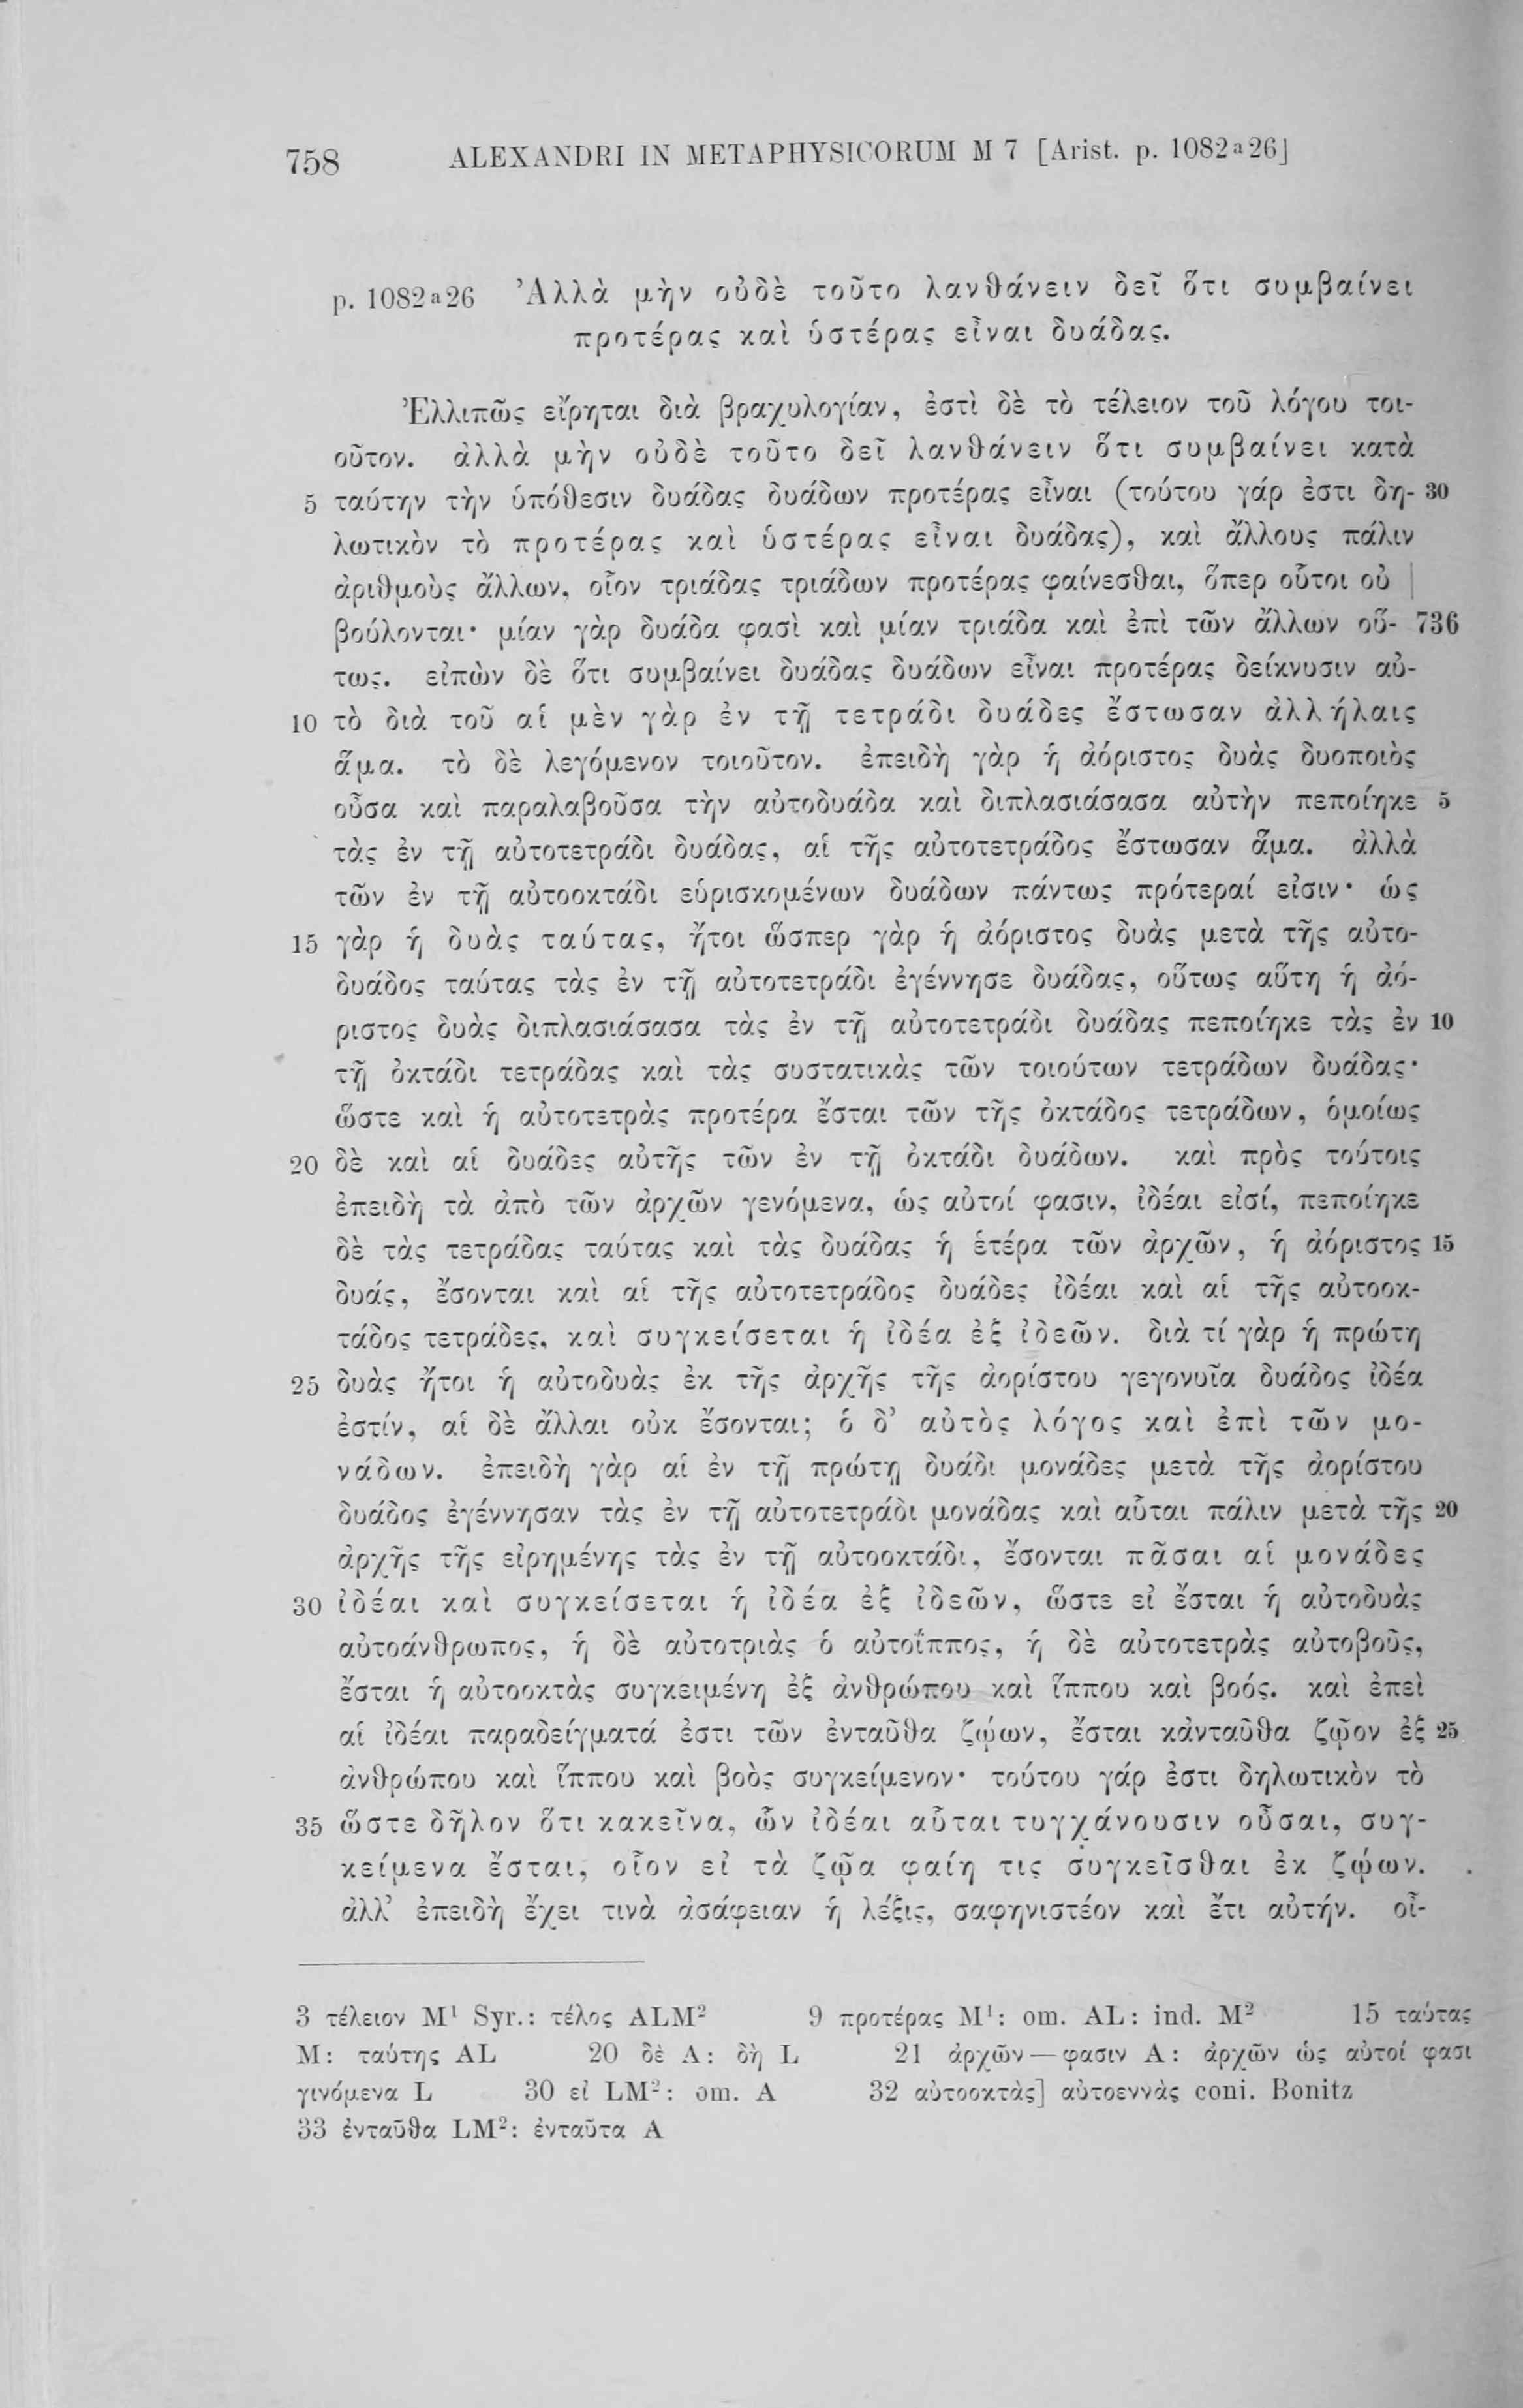 758 ALEXANDRI IN METAPHYSICORUM M 7 [Arist. p. 1082a26]
p. 1082a26 Ἀλλὰ μὴν οὐδὲ τοῦτο λανθάνειν δεῖ ὅτι συμβαίνει
προτέρας καὶ ὑστέρας εἶναι δυάδας.
Ἐλλιπῶς εἴρηται διὰ βραχυλογίαν, ἐστὶ δὲ τὸ τέλειον τοῦ λόγου τοι-
οῦτον. ἀλλὰ μὴν οὐδὲ τοῦτο δεῖ λανθάνειν ὅτι συμβαίνει κατὰ
5 ταύτην τὴν ὑπόθεσιν δυάδας δυάδων προτέρας εἶναι (τούτου γάρ ἐστι δη- 30
λωτικὸν τὸ προτέρας καὶ ὑστέρας εἶναι δυάδας), καὶ ἄλλους πάλιν
ἀριθμοὺς ἄλλων, οἷον τριάδας τριάδων προτέρας φαίνεσθαι, ὅπερ οὗτοι οὐ |
βούλονται· μίαν γὰρ δυάδα φασὶ καὶ μίαν τριάδα καὶ ἐπὶ τῶν ἄλλων οὕ- 736
τως. εἰπὼν δὲ ὅτι συμβαίνει δυάδας δυάδων εἶναι προτέρας δείκνυσιν αὐ-
10 τὸ διὰ τοῦ αἱ μὲν γὰρ ἐν τῇ τετράδι δυάδες ἔστωσαν ἀλλήλαις
ἅμα. τὸ δὲ λεγόμενον τοιοῦτον. ἐπειδὴ γὰρ ἡ ἀόριστος δυὰς δυοποιὸς
οὖσα καὶ παραλαβοῦσα τὴν αὐτοδυάδα καὶ διπλασιάσασα αὐτὴν πεποίηκε 5
τὰς ἐν τῇ αὐτοτετράδι δυάδας, αἱ τῆς αὐτοτετράδος ἔστωσαν ἅμα. ἀλλὰ
τῶν ἐν τῇ αὐτοοκτάδι εὑρισκομένων δυάδων πάντως πρότεραί εἰσιν· ὡς
15 γὰρ ἡ δυὰς ταύτας, ἤτοι ὥσπερ γὰρ ἡ ἀόριστος δυὰς μετὰ τῆς αὐτο-
δυάδος ταύτας τὰς ἐν τῇ αὐτοτετράδι ἐγέννησε δυάδας, οὕτως αὕτη ἡ ἀό-
ριστος δυὰς διπλασιάσασα τὰς ἐν τῇ αὐτοτετράδι δυάδας πεποίηκε τὰς ἐν 10
τῇ ὀκτάδι τετράδας καὶ τὰς συστατικὰς τῶν τοιούτων τετράδων δυάδας·
ὥστε καὶ ἡ αὐτοτετρὰς προτέρα ἔσται τῶν τῆς ὀκτάδος τετράδων, ὁμοίως
20 δὲ καὶ αἱ δυάδες αὐτῆς τῶν ἐν τῇ ὀκτάδι δυάδων. καὶ πρὸς τούτοις
ἐπειδὴ τὰ ἀπὸ τῶν ἀρχῶν γενόμενα, ὡς αὐτοί φασιν, ἰδέαι εἰσί, πεποίηκε
δὲ τὰς τετράδας ταύτας καὶ τὰς δυάδας ἡ ἑτέρα τῶν ἀρχῶν, ἡ ἀόριστος 15
δυάς, ἔσονται καὶ αἱ τῆς αὐτοτετράδος δυάδες ἰδέαι καὶ αἱ τῆς αὐτοοκ-
τάδος τετράδες, καὶ συγκείσεται ἡ ἰδέα ἐξ ἰδεῶν. διὰ τί γὰρ ἡ πρώτη
25 δυὰς ἤτοι ἡ αὐτοδυὰς ἐκ τῆς ἀρχῆς τῆς ἀορίστου γεγονυῖα δυάδος ἰδέα
ἐστίν, αἱ δὲ ἄλλαι οὐκ ἔσονται; ὁ δ’ αὐτὸς λόγος καὶ ἐπὶ τῶν μο-
νάδων. ἐπειδὴ γὰρ αἱ ἐν τῇ πρώτῃ δυάδι μονάδες μετὰ τῆς ἀορίστου
δυάδος ἐγέννησαν τὰς ἐν τῇ αὐτοτετράδι μονάδας καὶ αὗται πάλιν μετὰ τῆς 20
ἀρχῆς τῆς εἰρημένης τὰς ἐν τῇ αὐτοοκτάδι, ἔσονται πᾶσαι αἱ μονάδες
30 ἰδέαι καὶ συγκείσεται ἡ ἰδέα ἐξ ἰδεῶν, ὥστε εἰ ἔσται ἡ αὐτοδυὰς
αὐτοάνθρωπος, ἡ δὲ αὐτοτριὰς ὁ αὐτοΐππος, ἡ δὲ αὐτοτετρὰς αὐτοβοῦς,
ἔσται ἡ αὐτοοκτὰς συγκειμένη ἐξ ἀνθρώπου καὶ ἵππου καὶ βοός. καὶ ἐπεὶ
αἱ ἰδέαι παραδείγματά ἐστι τῶν ἐνταῦθα ζῴων, ἔσται κἀνταῦθα ζῷον ἐξ 25
ἀνθρώπου καὶ ἵππου καὶ βοὸς συγκείμενον· τούτου γάρ ἐστι δηλωτικὸν τὸ
35 ὥστε δῆλον ὅτι κακεῖνα, ὧν ἰδέαι αὗται τυγχάνουσιν οὖσαι, συγ-
κείμενα ἔσται, οἷον εἰ τὰ ζῷα φαίη τις συγκεῖσθαι ἐκ ζῴων.
ἀλλ’ ἐπειδὴ ἔχει τινὰ ἀσάφειαν ἡ λέξις, σαφηνιστέον καὶ ἔτι αὐτήν. οἷ-
3 τέλειον M¹ Syr.: τέλος ALM² 9 προτέρας M¹: om. AL: ind. M² 15 ταύτας
M: ταύτης AL 20 δὲ A: δὴ L 21 ἀρχῶν — φασιν A: ἀρχῶν ὡς αὐτοί φασι
γινόμενα L 30 εἰ LM²: om. A 32 αὐτοοκτὰς] αὐτοεννὰς coni. Bonitz
33 ἐνταῦθα LM²: ἐνταῦτα A